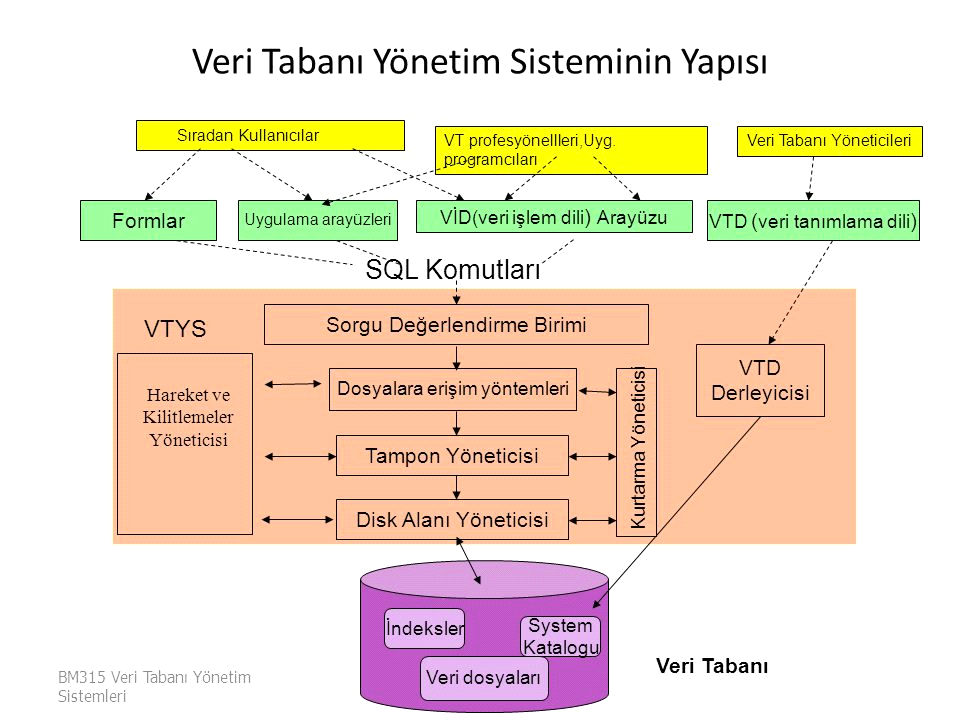 Veri Tabanı Yönetim Sisteminin Yapısı
Sıradan Kullanıcılar
VT profesyönellleri,Uyg.
programcıları
Veri Tabanı Yöneticileri
Formlar
Uygulama arayüzleri
VİD(veri işlem dili) Arayüzu
VTD (veri tanımlama dili)
SQL Komutları
VTYS
Sorgu Değerlendirme Birimi
Hareket ve
Kilitlemeler
Yöneticisi
Dosyalara erişim yöntemleri
Tampon Yöneticisi
Disk Alanı Yöneticisi
Kurtarma Yöneticisi
VTD
Derleyicisi
İndeksler
System
Katalogu
Veri dosyaları
Veri Tabanı
BM315 Veri Tabanı Yönetim
Sistemleri